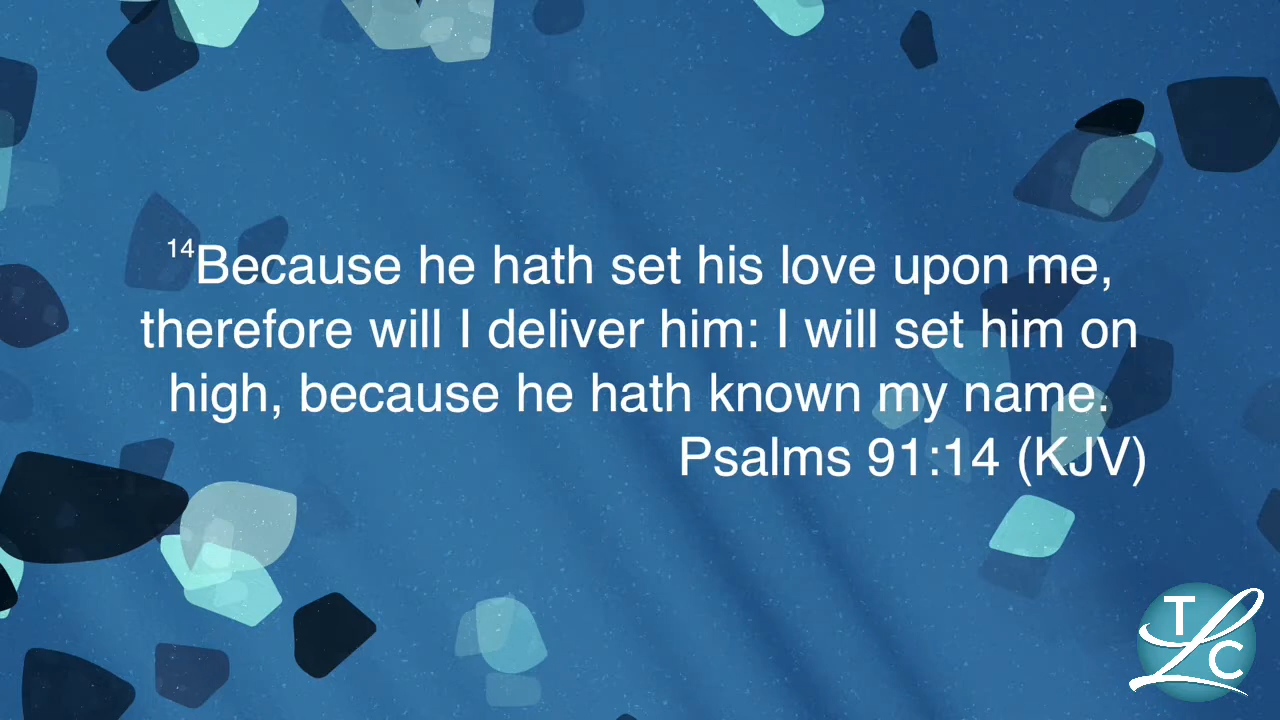 ¹⁴Because he hath set his love upon me,
therefore will I deliver him: I will set him on
high, because he hath known my name.
Psalms 91:14 (KJV)
TLC